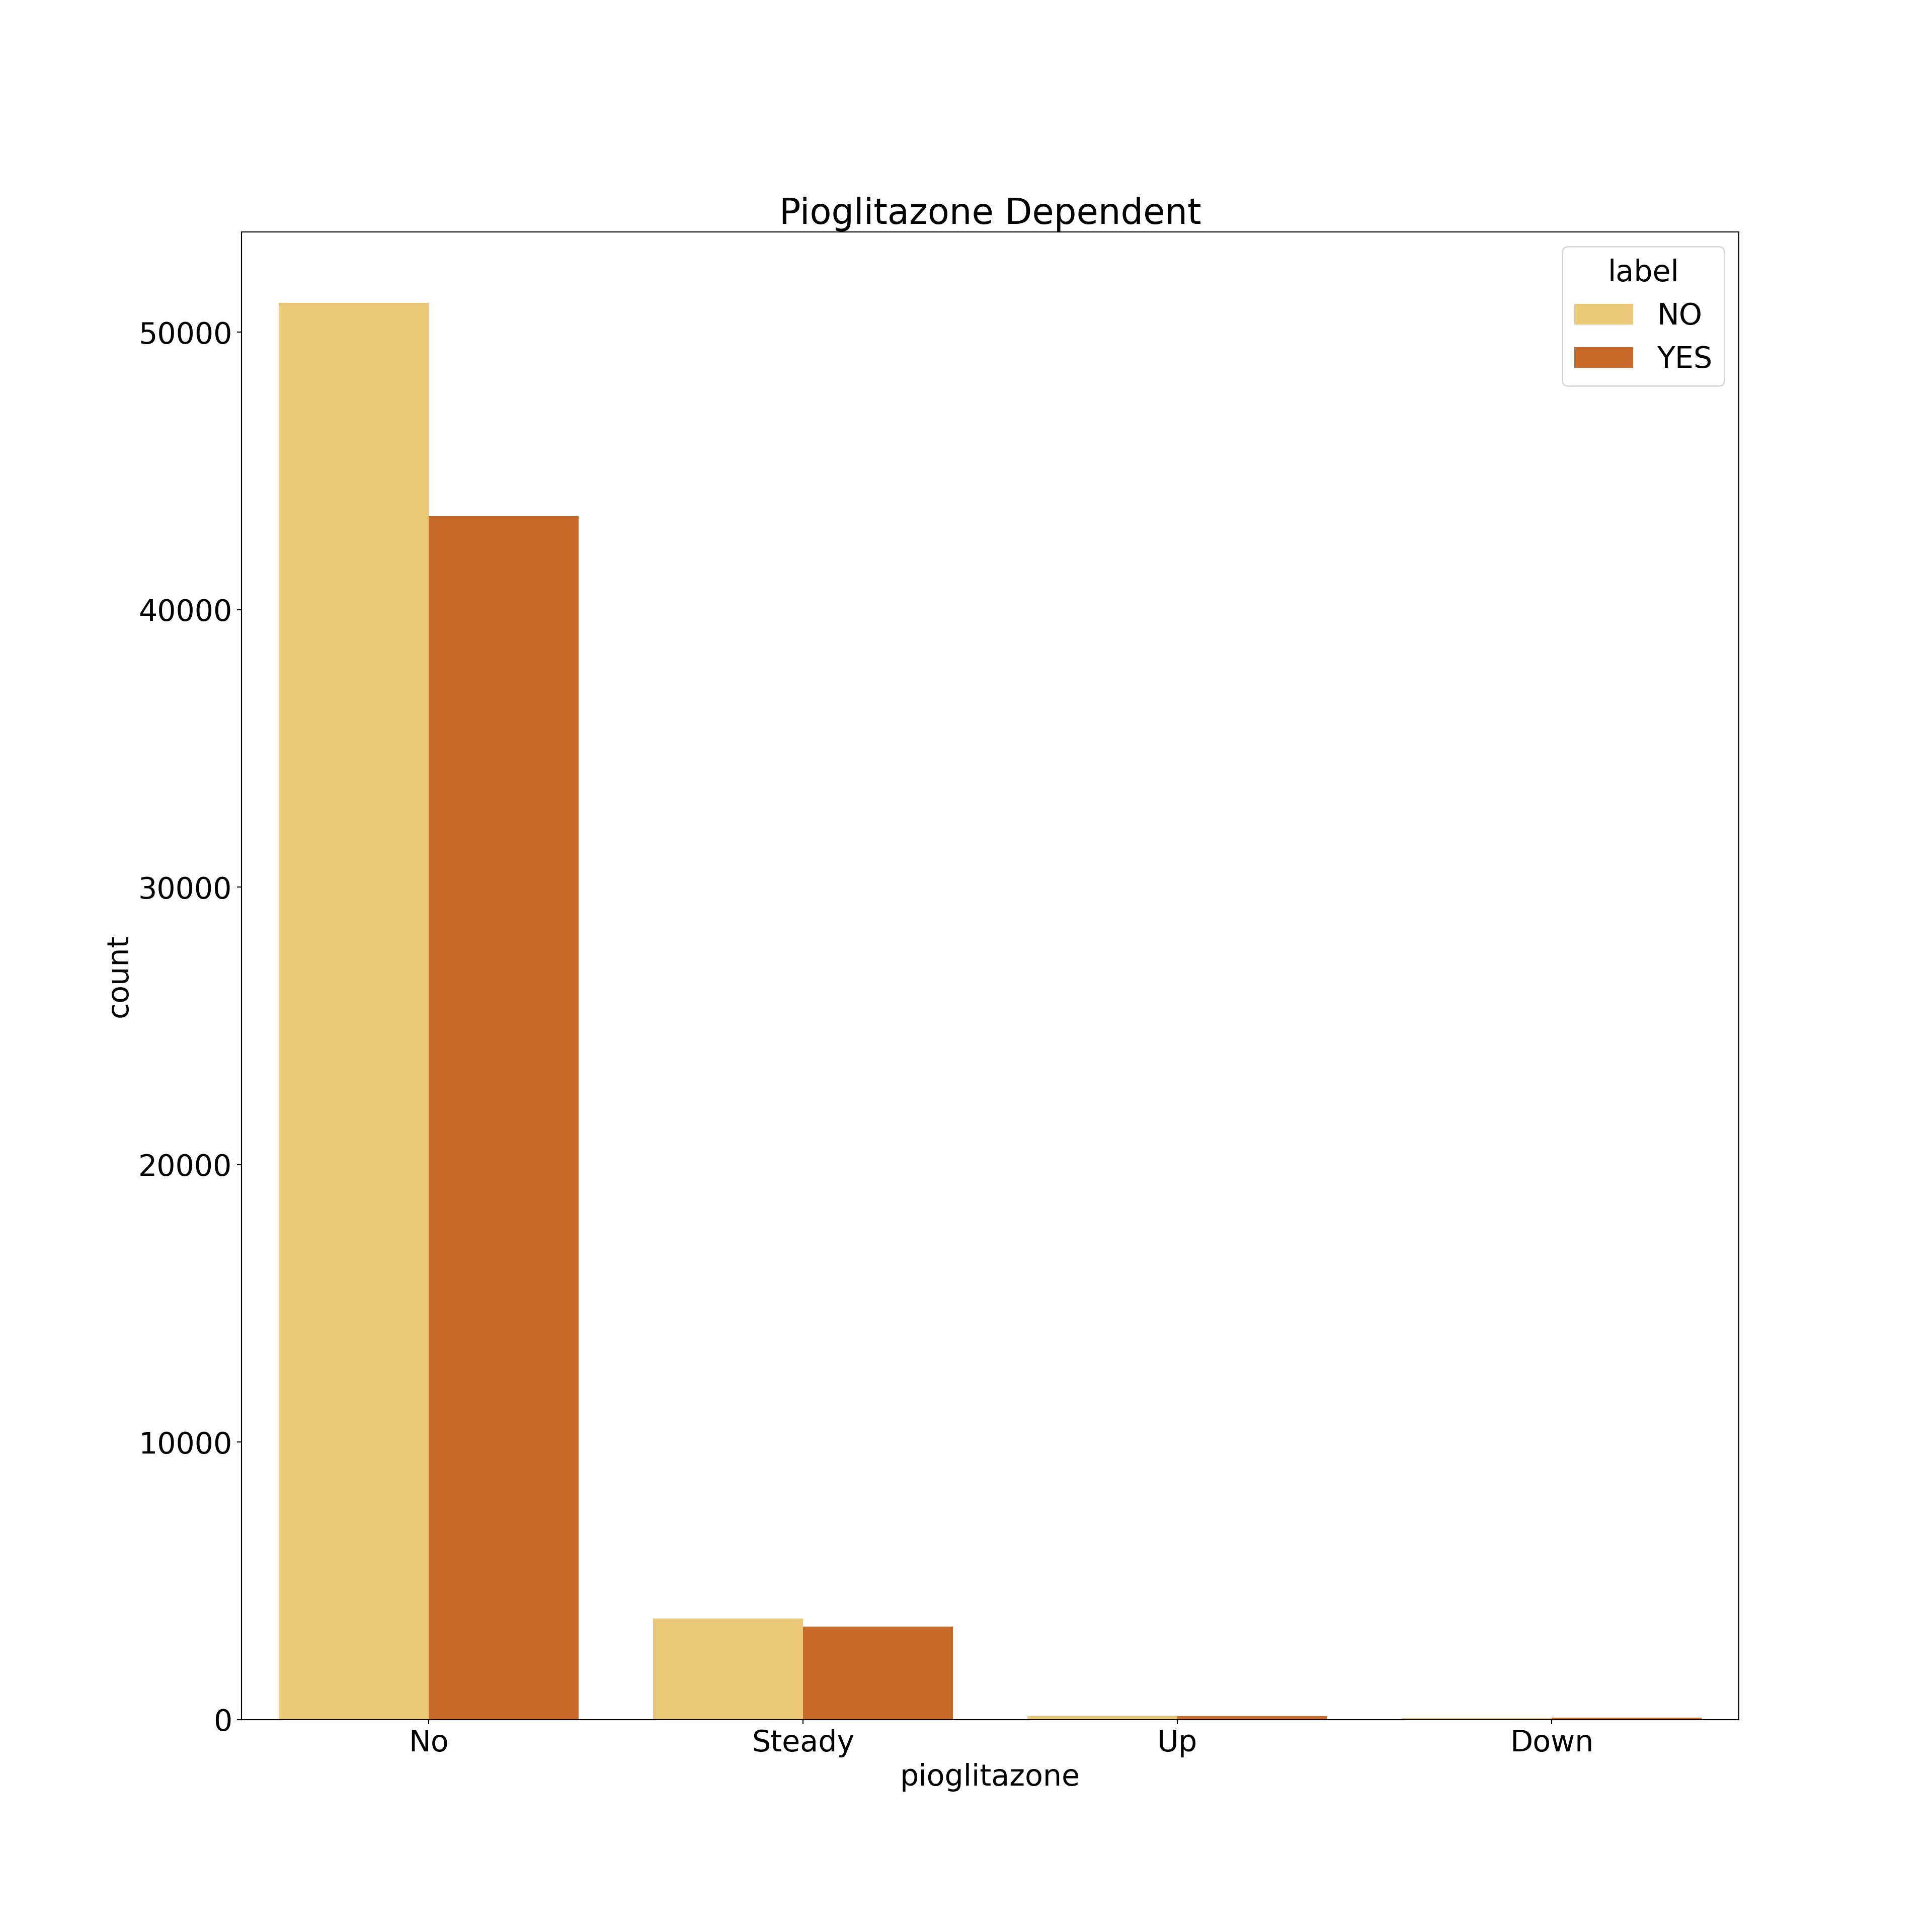 Pioglitazone Dependent
label
NO
YES
50000
40000
30000
20000
10000
0
count
No Steady Up Down
pioglitazone